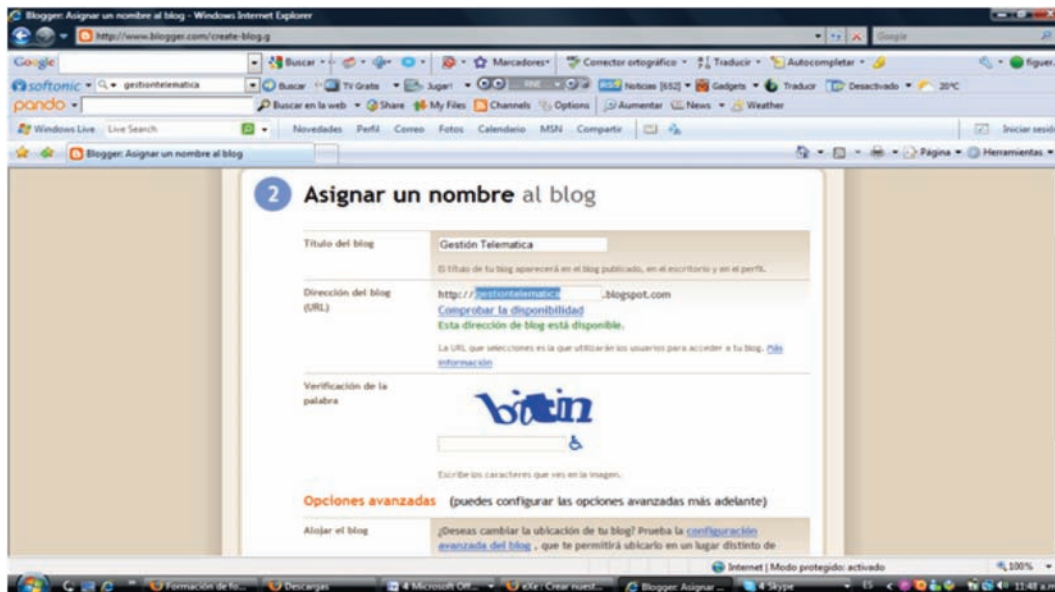 Blogger: Asignar un nombre al blog - Windows Internet Explorer
http://www.blogger.com/create-blog.g Google
Google Buscar Marcadores Corrector ortográfico Traducir Autocompletar figuer.
softonic gestiontelematica Buscar TV Gratis Jugar! RNE Noticias [652] Gadgets Traducir Desactivado 20ºC
pando Buscar en la web Share My Files Channels Options Aumentar News Weather
Windows Live Live Search Novedades Perfil Correo Fotos Calendario MSN Compartir Iniciar sesió
Blogger: Asignar un nombre al blog Página Herramientas
2 Asignar un nombre al blog
Título del blog Gestión Telematica
El título de tu blog aparecerá en el blog publicado, en el escritorio y en el perfil.
Dirección del blog (URL) http://gestiontelematica.blogspot.com
Comprobar la disponibilidad
Esta dirección de blog está disponible.
La URL que selecciones es la que utilizarán los usuarios para acceder a tu blog. Más
información
Verificación de la palabra
Escribe los caracteres que ves en la imagen.
Opciones avanzadas (puedes configurar las opciones avanzadas más adelante)
Alojar el blog ¿Deseas cambiar la ubicación de tu blog? Prueba la configuración
avanzada del blog , que te permitirá ubicarlo en un lugar distinto de
Internet | Modo protegido: activado 100%
Formación de fo... Descargas 4 Microsoft Off... eXe : Crear nuest... Blogger: Asignar ... 4 Skype ES 11:48 a.m.